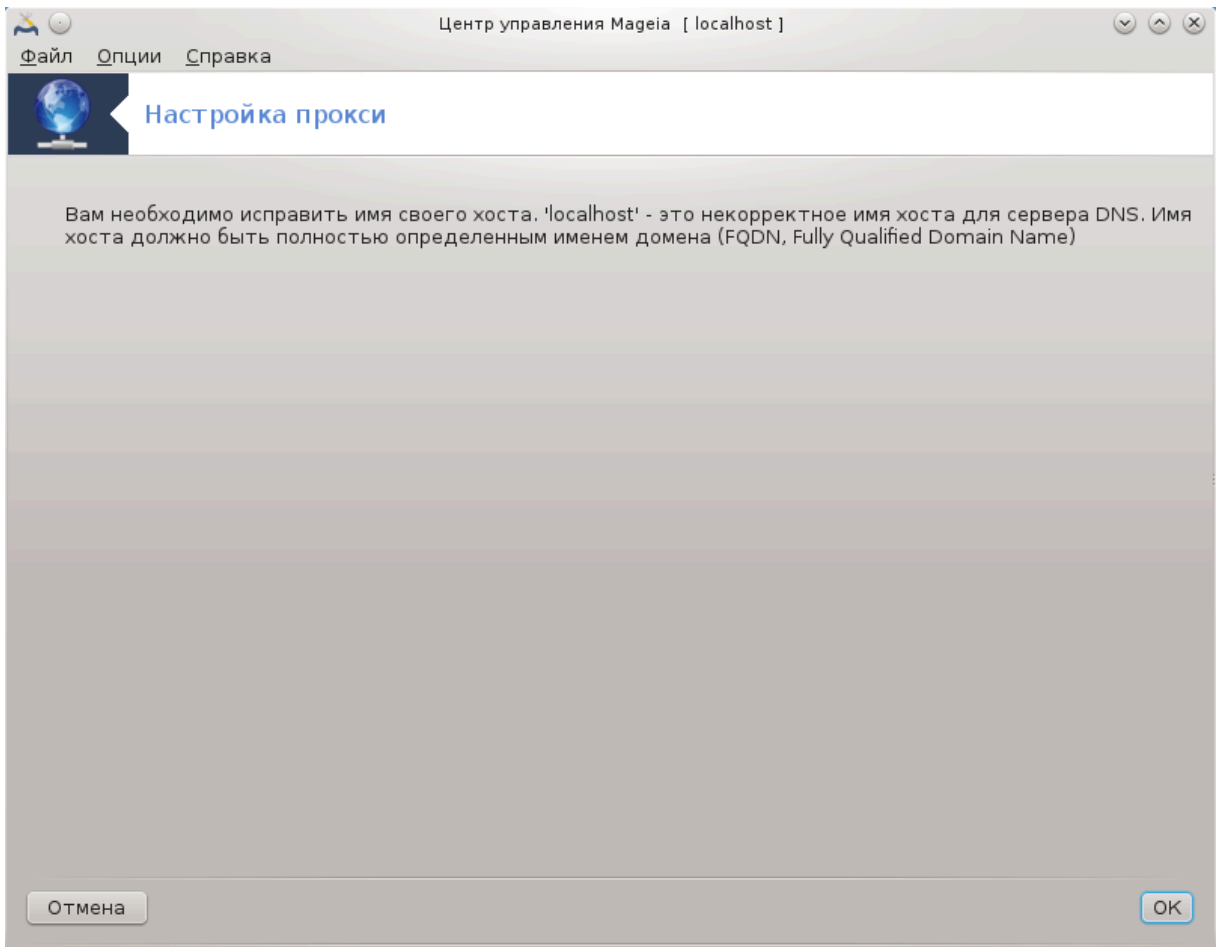 Центр управления Mageia [ localhost ]
Файл Опции Справка
Настройка прокси
Вам необходимо исправить имя своего хоста. 'localhost' - это некорректное имя хоста для сервера DNS. Имя
хоста должно быть полностью определенным именем домена (FQDN, Fully Qualified Domain Name)
Отмена OK